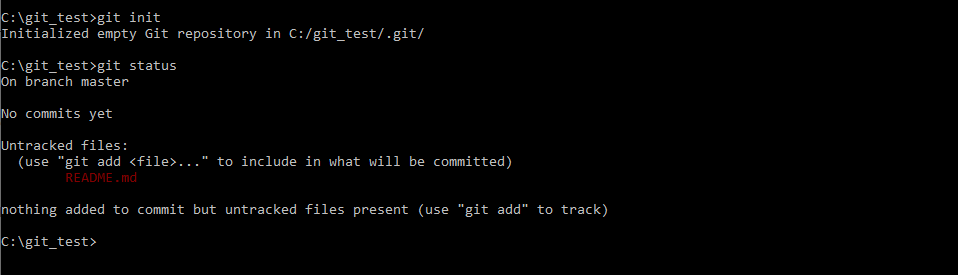 C:\git_test>git init
Initialized empty Git repository in C:/git_test/.git/
C:\git_test>git status
On branch master
No commits yet
Untracked files:
(use "git add <file>..." to include in what will be committed)
README.md
nothing added to commit but untracked files present (use "git add" to track)
C:\git_test>